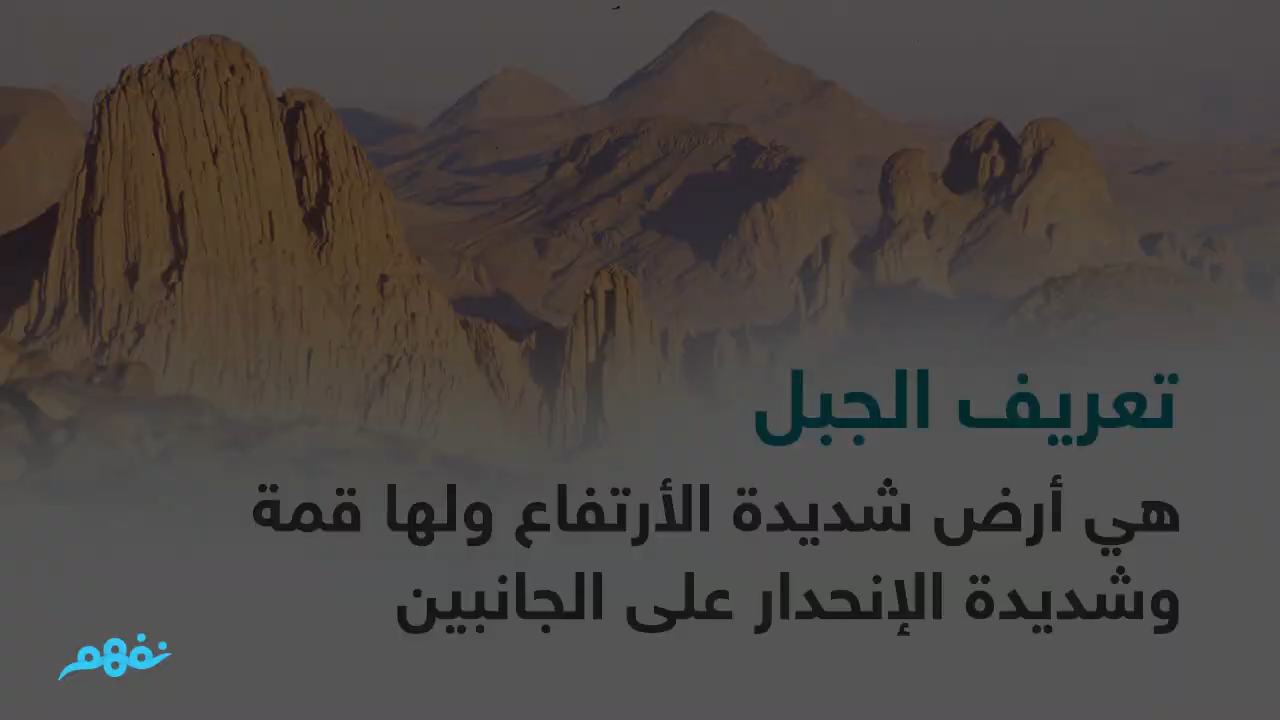 تعريف الجبل
هي أرض شديدة الأرتفاع ولها قمة
وشديدة الإنحدار على الجانبين
نفهم